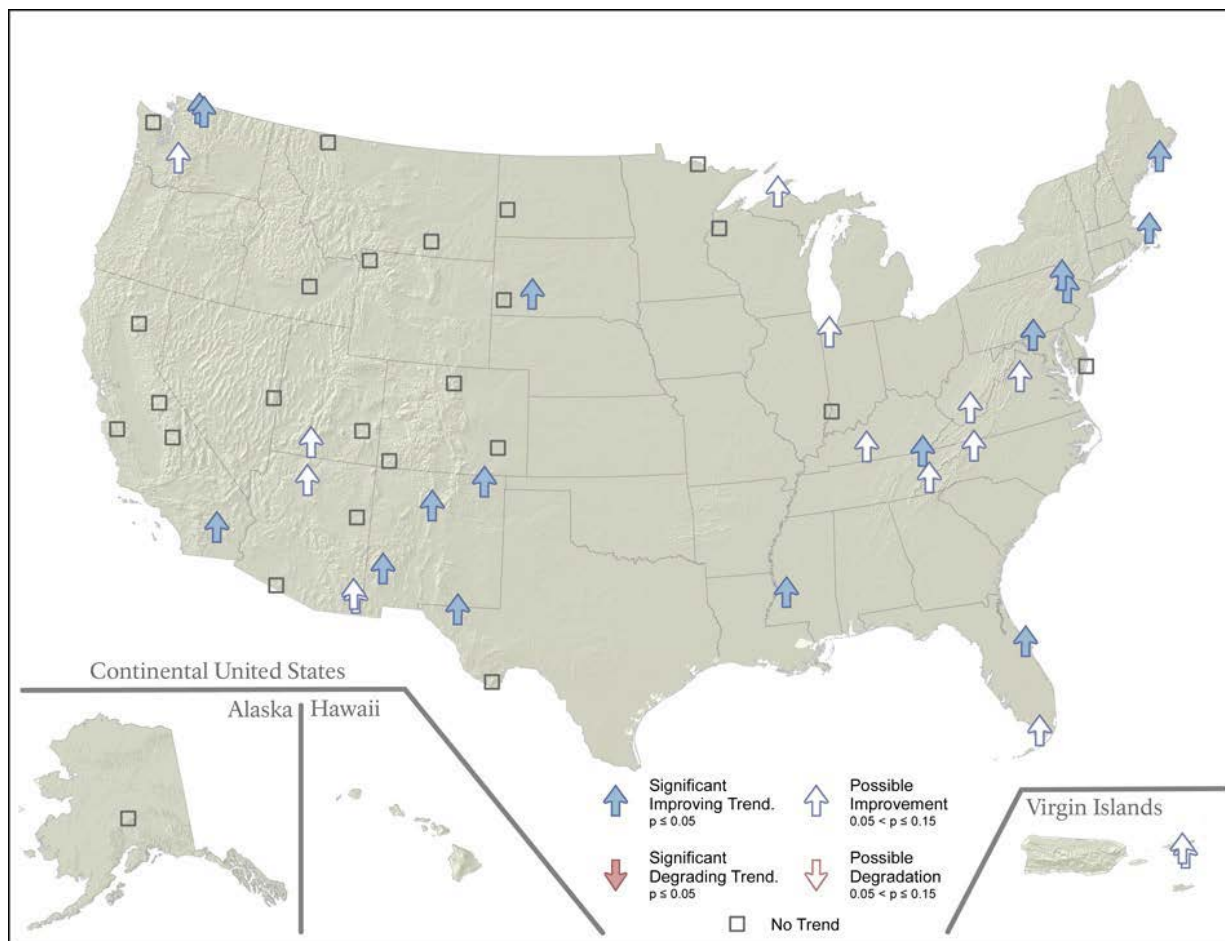 Continental United States
Alaska
Hawaii
Virgin Islands
Significant
Improving Trend.
p ≤ 0.05
Possible
Improvement
0.05 < p ≤ 0.15
Significant
Degrading Trend.
p ≤ 0.05
Possible
Degradation
0.05 < p ≤ 0.15
No Trend